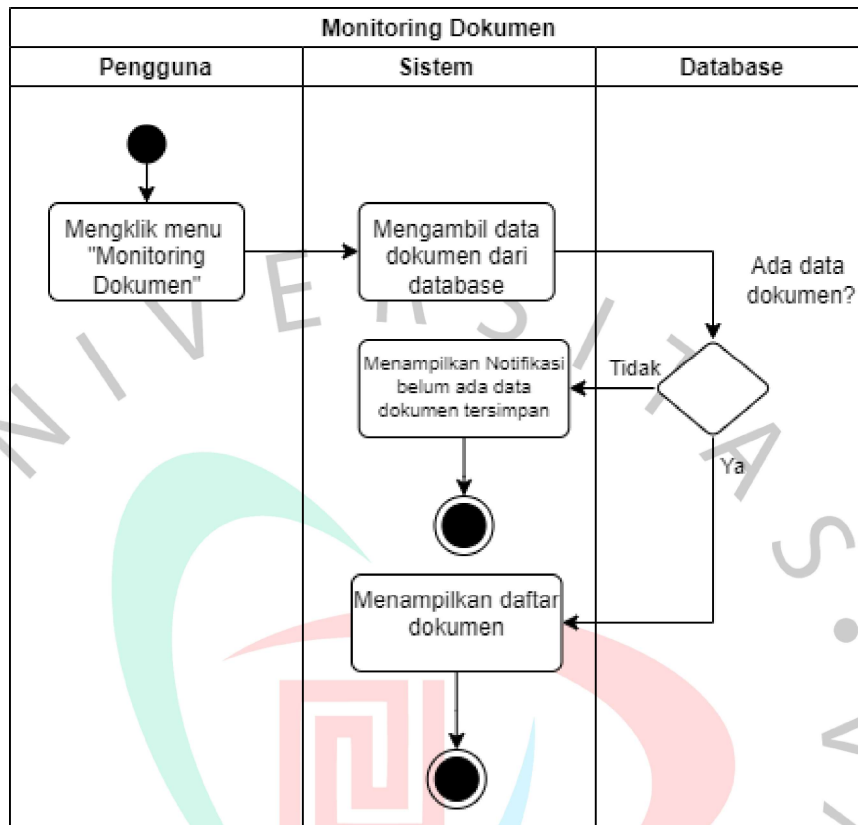 Monitoring Dokumen
Pengguna
Sistem
Database
Mengklik menu
"Monitoring
Dokumen"
Mengambil data
dokumen dari
database
Ada data
dokumen?
Menampilkan Notifikasi
belum ada data
dokumen tersimpan
Tidak
Ya
Menampilkan daftar
dokumen
NIVERSITAS